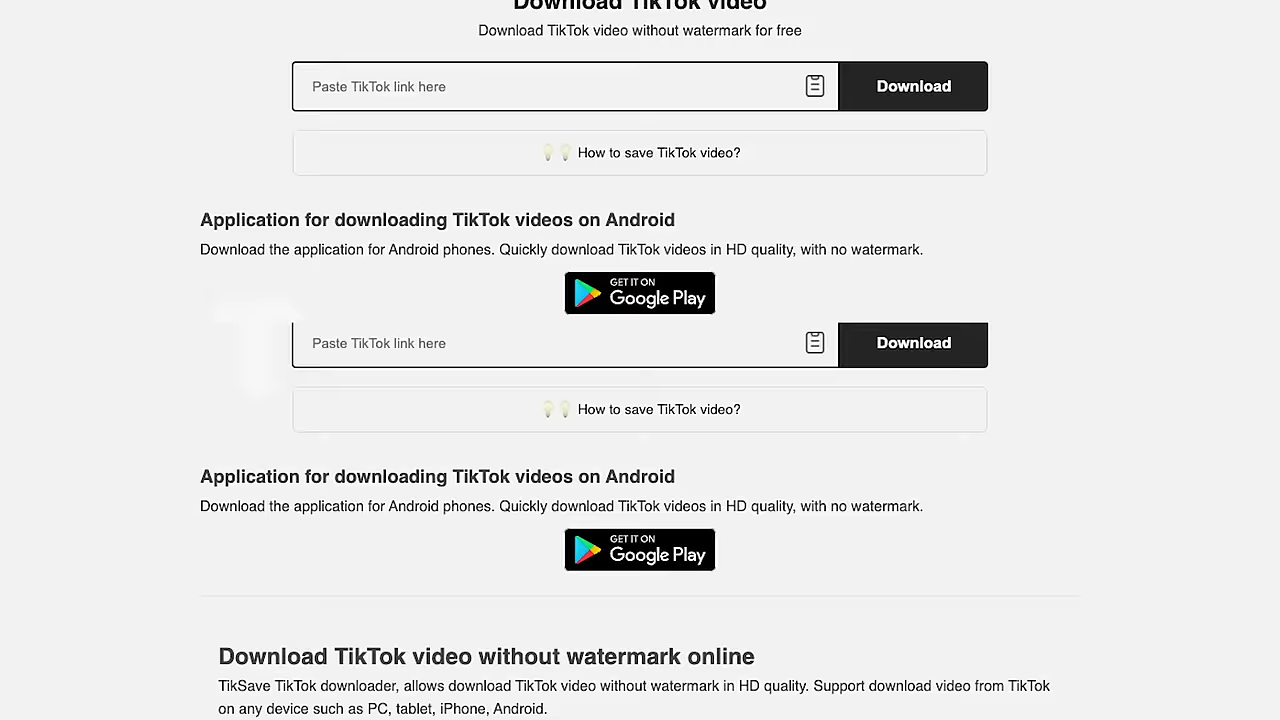 Download TikTok video
Download TikTok video without watermark for free
Paste TikTok link here
Download
How to save TikTok video?
Application for downloading TikTok videos on Android
Download the application for Android phones. Quickly download TikTok videos in HD quality, with no watermark.
GET IT ON
Google Play
Paste TikTok link here
Download
How to save TikTok video?
Application for downloading TikTok videos on Android
Download the application for Android phones. Quickly download TikTok videos in HD quality, with no watermark.
GET IT ON
Google Play
Download TikTok video without watermark online
TikSave TikTok downloader, allows download TikTok video without watermark in HD quality. Support download video from TikTok
on any device such as PC, tablet, iPhone, Android.